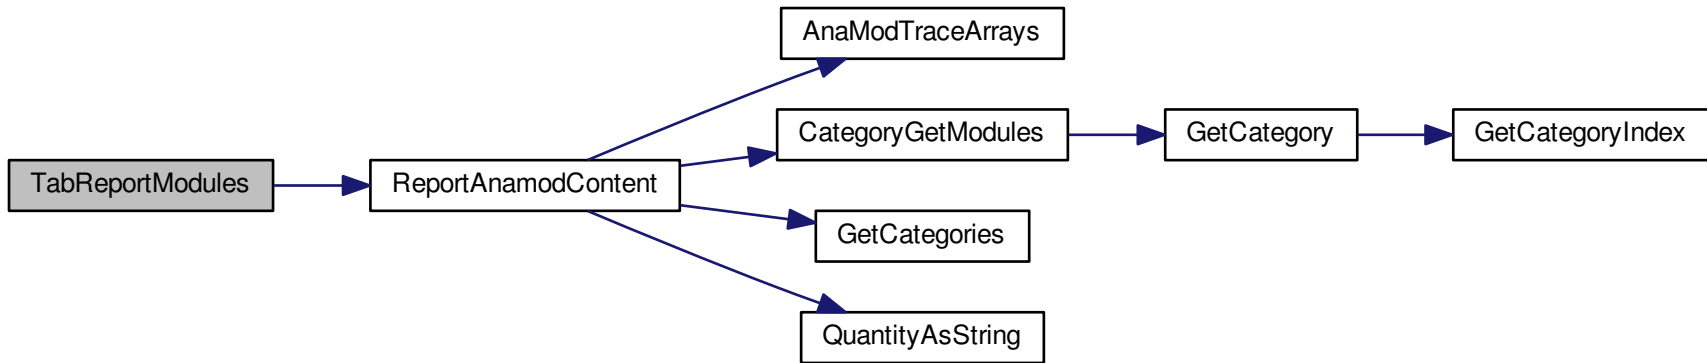 AnaModTraceArrays
CategoryGetModules
GetCategory
GetCategoryIndex
TabReportModules
ReportAnamodContent
GetCategories
QuantityAsString